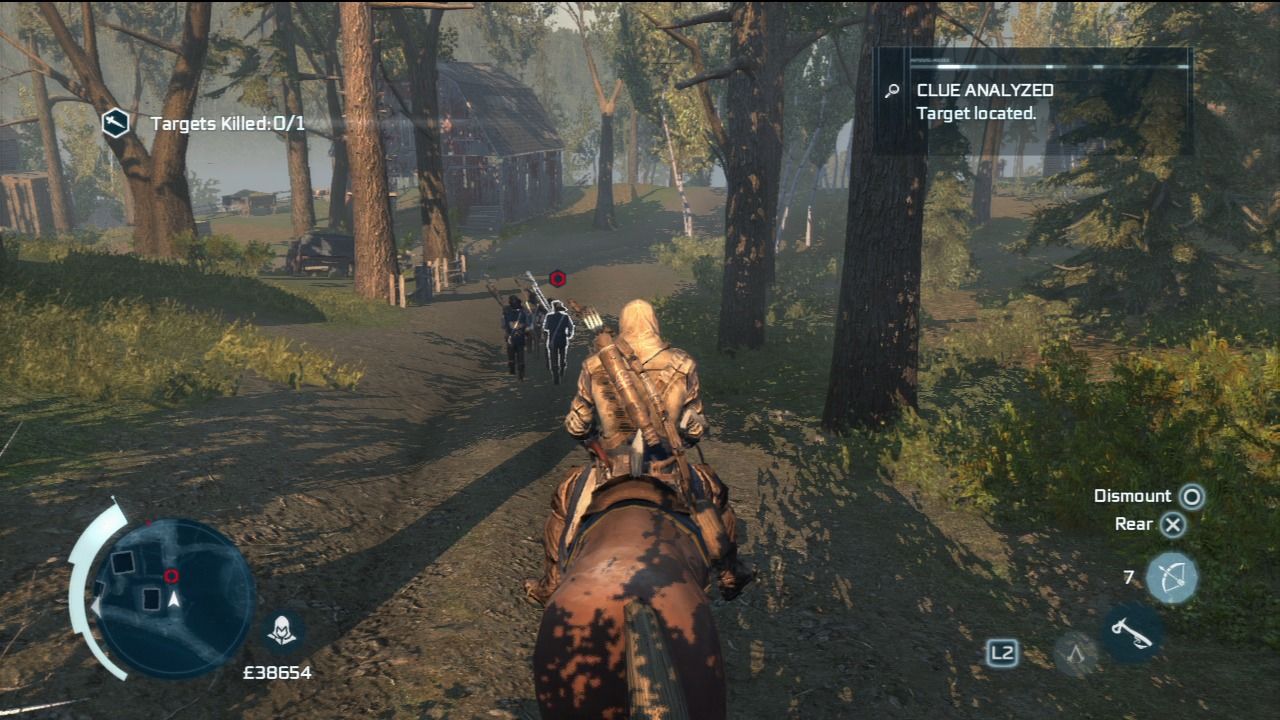 CLUE ANALYZED
Target located.
Targets Killed:0/1
Dismount
Rear
7
L2
£38654